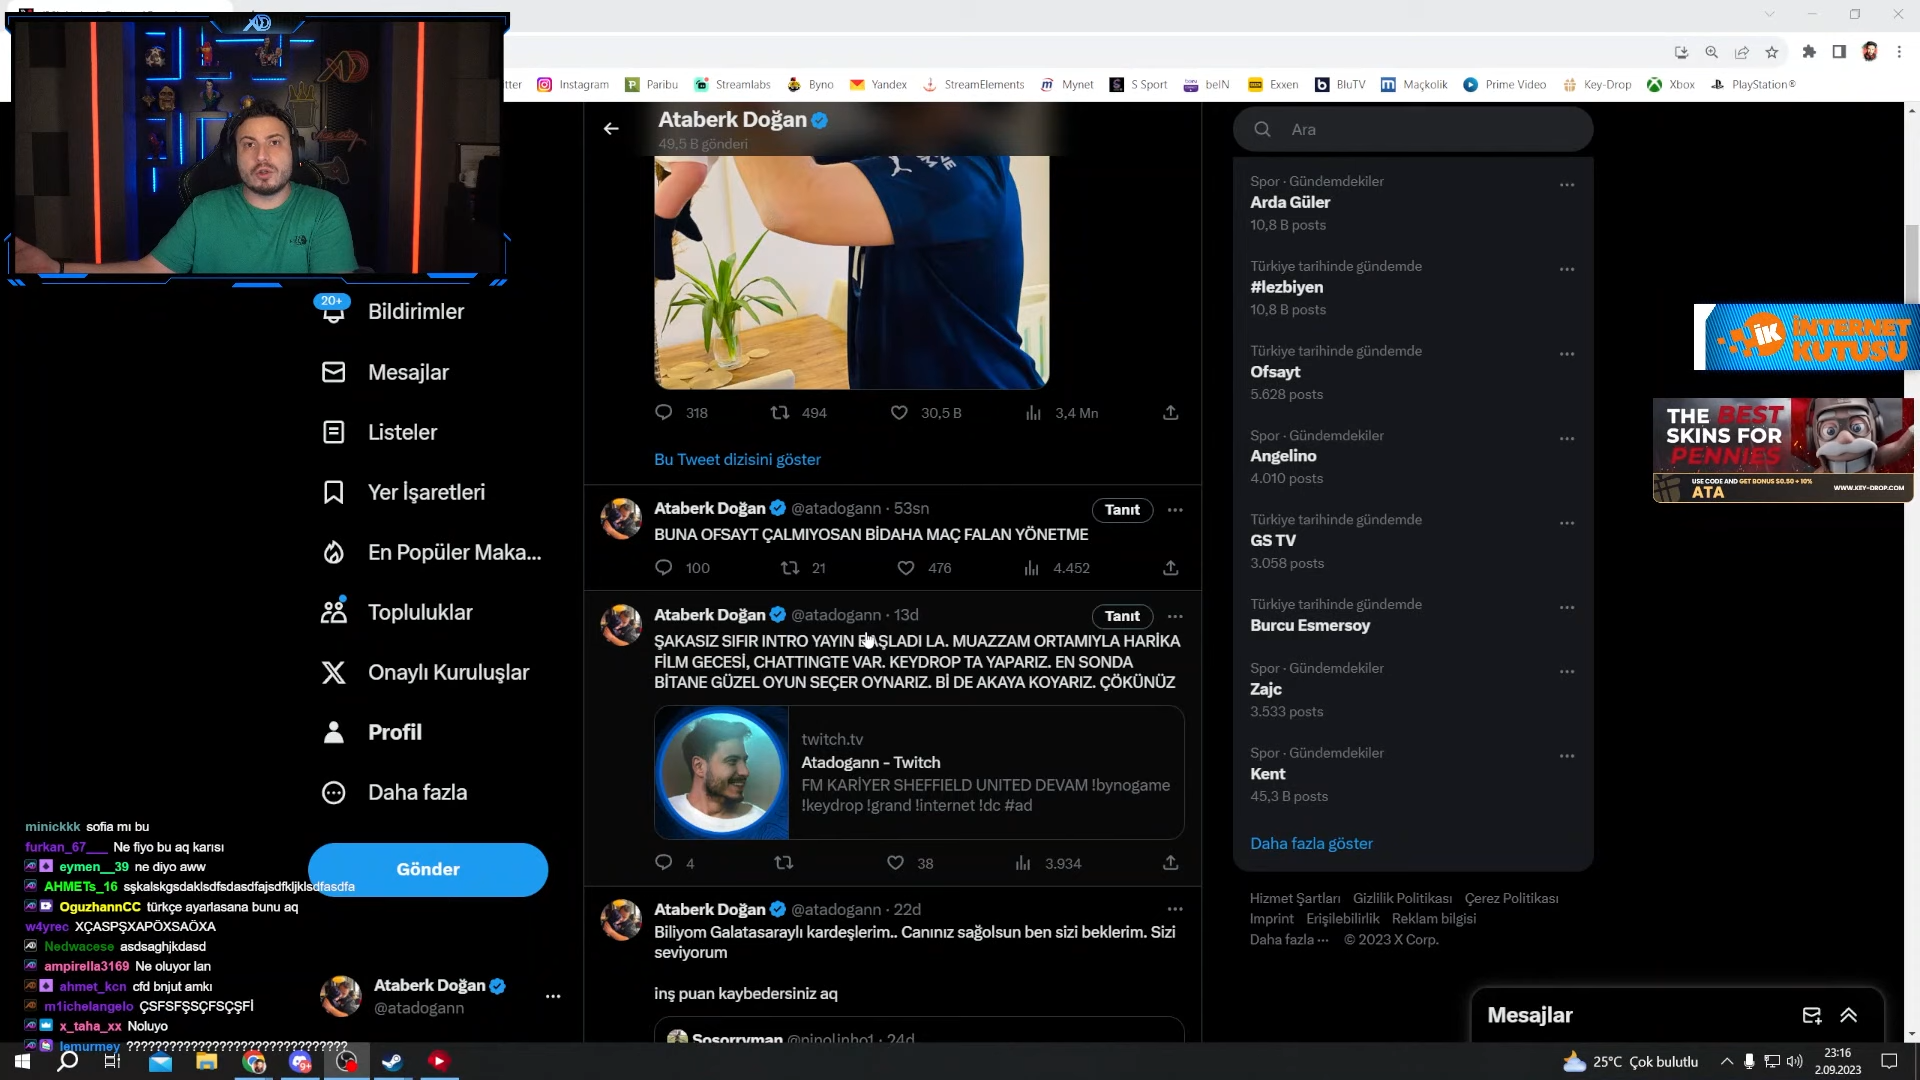 Instagram
Paribu
Streamlabs
Byno
Yandex
StreamElements
Mynet
S Sport
beIN
Exxen
BluTV
Maçkolik
Prime Video
Key-Drop
Xbox
PlayStation®
Ataberk Doğan
49,5 B gönderi
318 494 30,5 B 3,4 Mn
Bu Tweet dizisini göster
Ataberk Doğan @atadogann · 53sn
Tanıt
BUNA OFSAYT ÇALMIYOSAN BİDAHA MAÇ FALAN YÖNETME
100 21 476 4.452
Ataberk Doğan @atadogann · 13d
Tanıt
ŞAKASIZ SIFIR INTRO YAYIN BAŞLADI LA. MUAZZAM ORTAMIYLA HARİKA
FİLM GECESİ, CHATTINGTE VAR. KEYDROP TA YAPARIZ. EN SONDA
BİTANE GÜZEL OYUN SEÇER OYNARIZ. Bİ DE AKAYA KOYARIZ. ÇÖKÜNÜZ
twitch.tv
Atadogann - Twitch
FM KARİYER SHEFFIELD UNITED DEVAM !bynogame
!keydrop !grand !internet !dc #ad
4 38 3.934
Ataberk Doğan @atadogann · 22d
Biliyom Galatasaraylı kardeşlerim.. Canınız sağolsun ben sizi beklerim. Sizi
seviyorum
inş puan kaybedersiniz aq
Sosorryman @ninolinho1 · 24d
20+
Bildirimler
Mesajlar
Listeler
Yer İşaretleri
En Popüler Maka...
Topluluklar
Onaylı Kuruluşlar
Profil
Daha fazla
Gönder
Ataberk Doğan
@atadogann
minickkk sofia mı bu
furkan_67___ Ne fiyo bu aq karısı
eymen__39 ne diyo aww
AHMETs_16 sşkalskgsdaklsdfsdasdfajsdfkljklsdfasdfa
OguzhannCC türkçe ayarlasana bunu aq
w4yrec XÇASPŞXAPÖXSAÖXA
Nedwacese asdsaghjkdasd
ampirella3169 Ne oluyor lan
ahmet_kcn cfd bnjut amkı
m1ichelangelo ÇSFSFŞSÇFSÇŞFİ
x_taha_xx Noluyo
lemurmey ????????????????????????????????
Ara
Spor · Gündemdekiler
Arda Güler
10,8 B posts
Türkiye tarihinde gündemde
#lezbiyen
10,8 B posts
Türkiye tarihinde gündemde
Ofsayt
5.628 posts
Spor · Gündemdekiler
Angelino
4.010 posts
Türkiye tarihinde gündemde
GS TV
3.058 posts
Türkiye tarihinde gündemde
Burcu Esmersoy
Spor · Gündemdekiler
Zajc
3.533 posts
Spor · Gündemdekiler
Kent
45,3 B posts
Daha fazla göster
Hizmet Şartları Gizlilik Politikası Çerez Politikası
Imprint Erişilebilirlik Reklam bilgisi
Daha fazla ··· © 2023 X Corp.
Mesajlar
iK İNTERNET
KUTUSU
THE BEST
SKINS FOR
PENNIES
USE CODE AND GET BONUS $0.50 + 10%
ATA
WWW.KEY-DROP.COM
25°C Çok bulutlu
23:16
2.09.2023